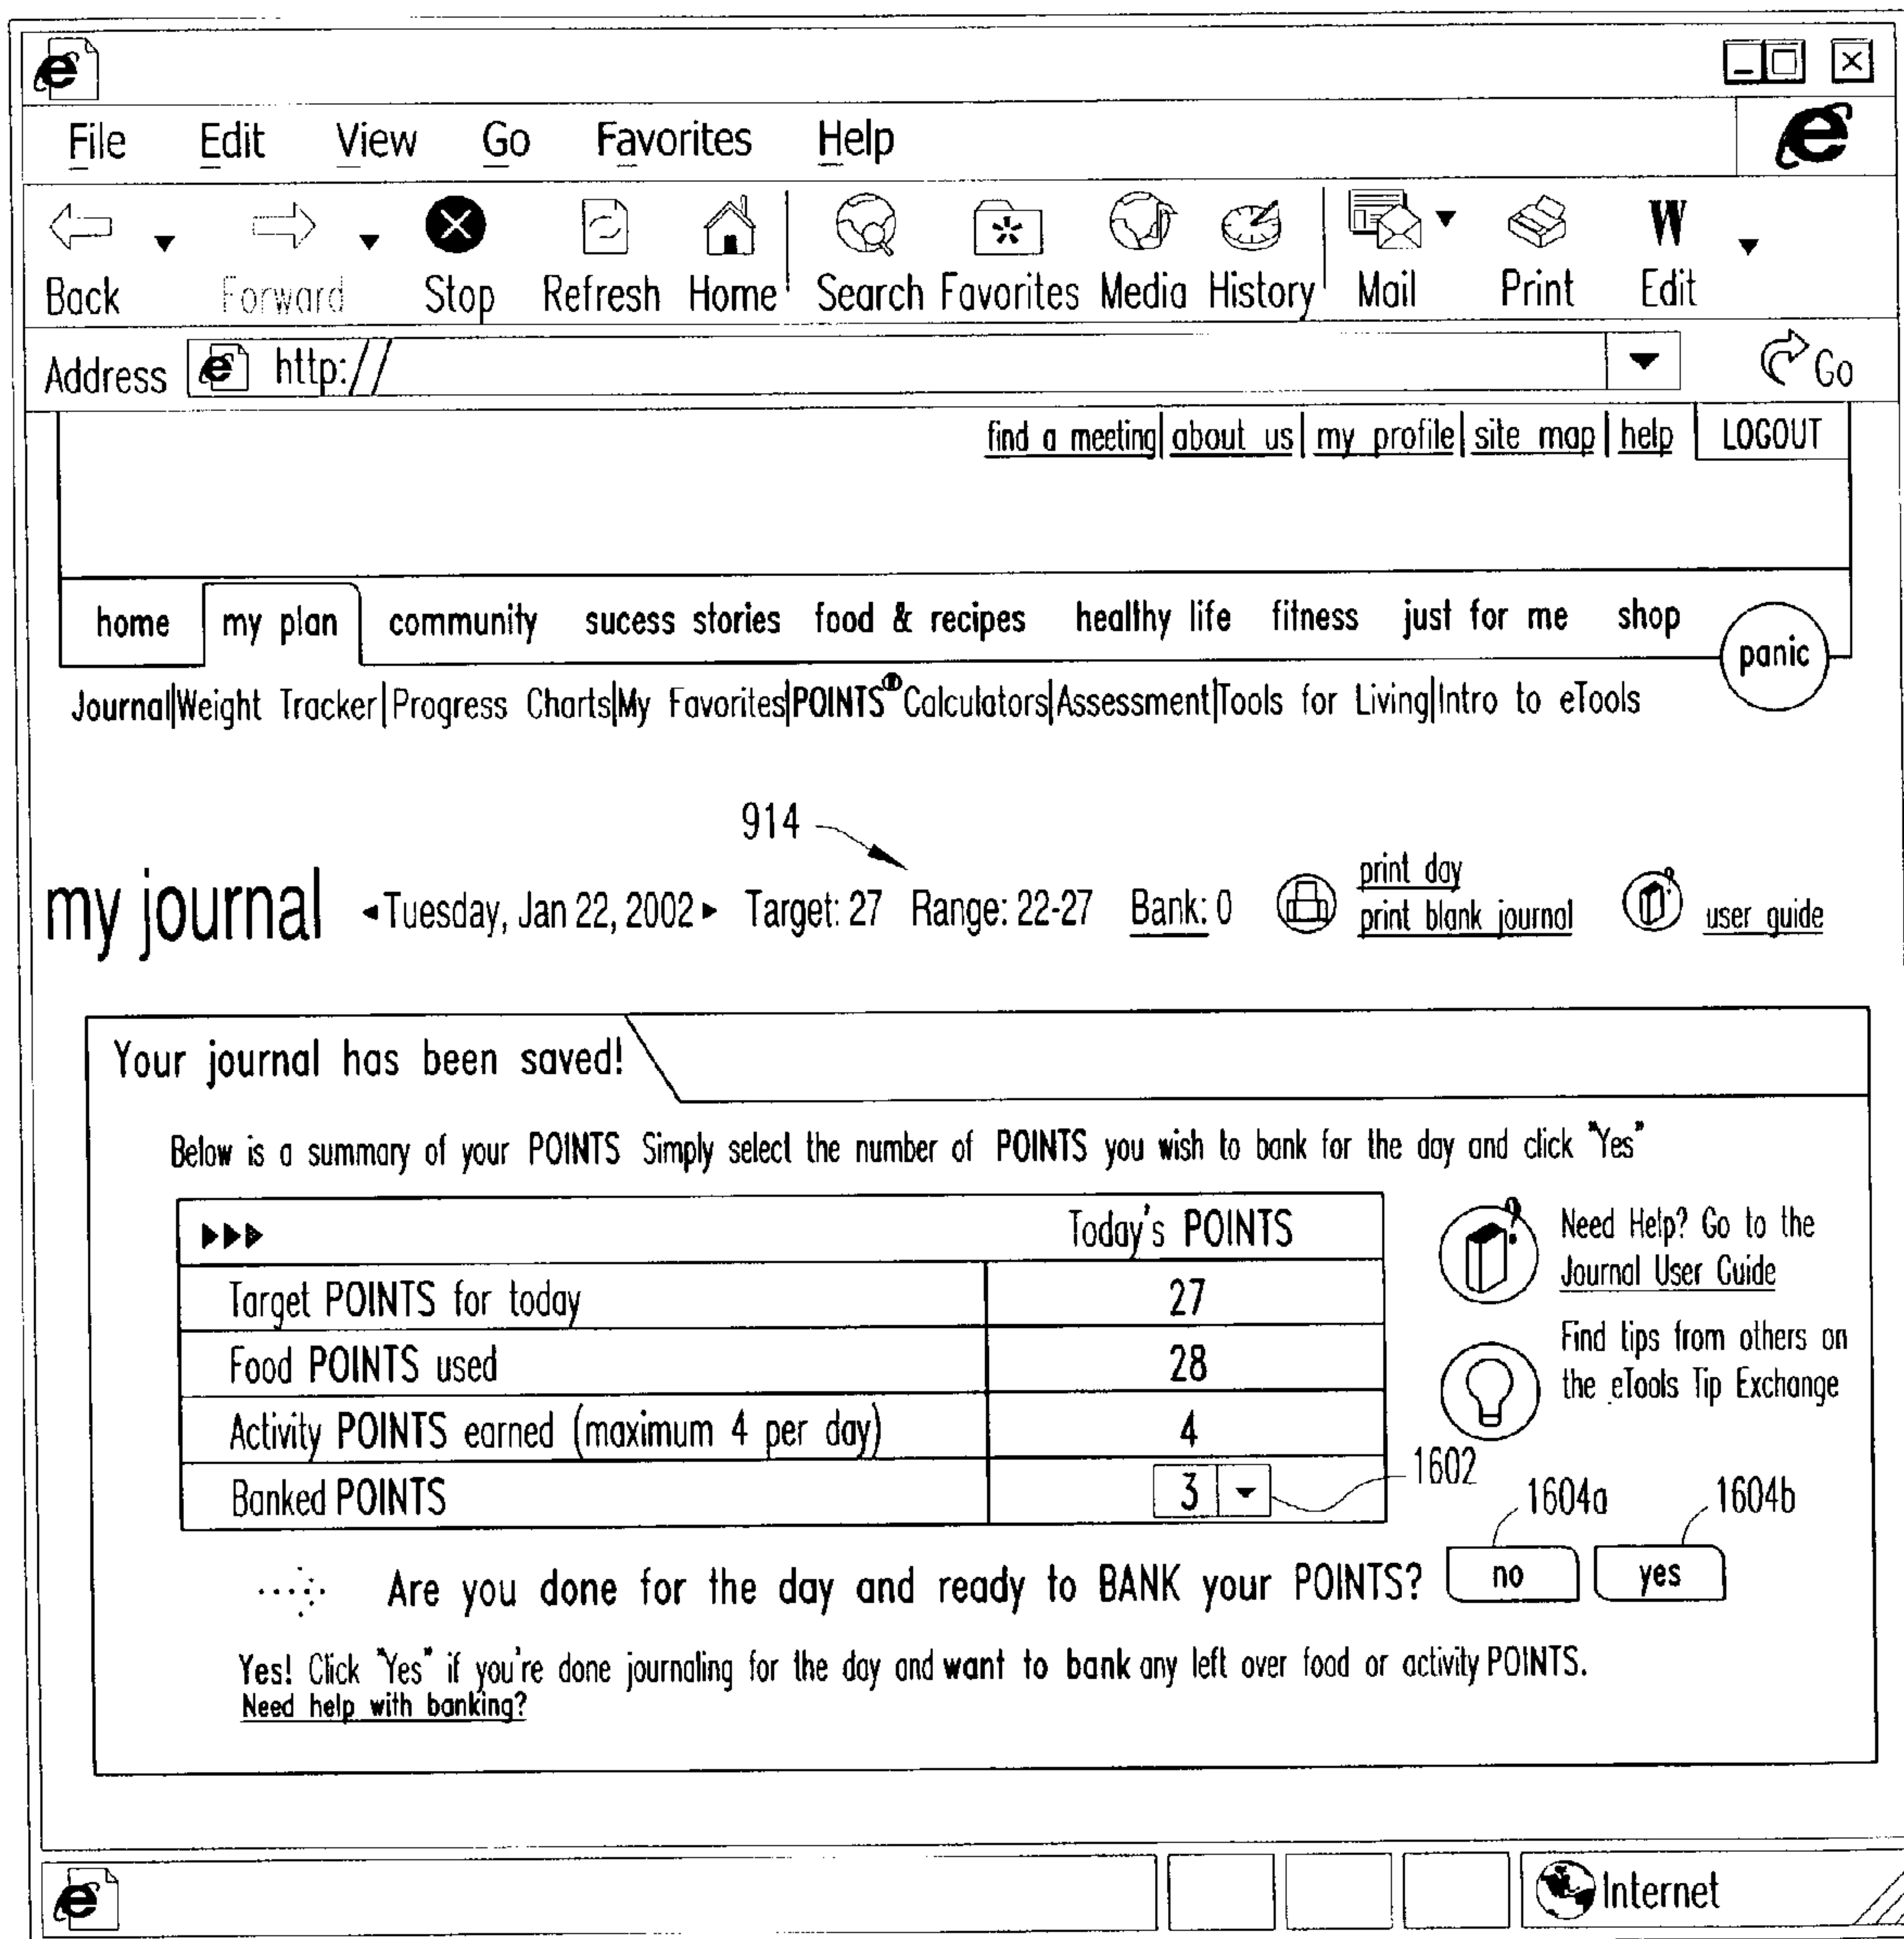 File Edit View Go Favorites Help
W
Back Forward Stop Refresh Home Search Favorites Media History Mail Print Edit
Address http:// Go
find a meeting| about us| my profile| site map| help LOGOUT
home my plan community sucess stories food & recipes healthy life fitness just for me shop panic
Journal|Weight Tracker|Progress Charts|My Favorites|POINTS® Calculators|Assessment|Tools for Living|Intro to eTools
914
my journal ◂Tuesday, Jan 22, 2002▸ Target: 27 Range: 22-27 Bank: 0 print day
print blank journal user guide
Your journal has been saved!
Below is a summary of your POINTS Simply select the number of POINTS you wish to bank for the day and click "Yes"
▸▸▸ Today's POINTS
Target POINTS for today 27
Food POINTS used 28
Activity POINTS earned (maximum 4 per day) 4
Banked POINTS 3
Need Help? Go to the
Journal User Guide
Find tips from others on
the eTools Tip Exchange
1602
1604a 1604b
Are you done for the day and ready to BANK your POINTS? no yes
Yes! Click "Yes" if you're done journaling for the day and want to bank any left over food or activity POINTS.
Need help with banking?
Internet